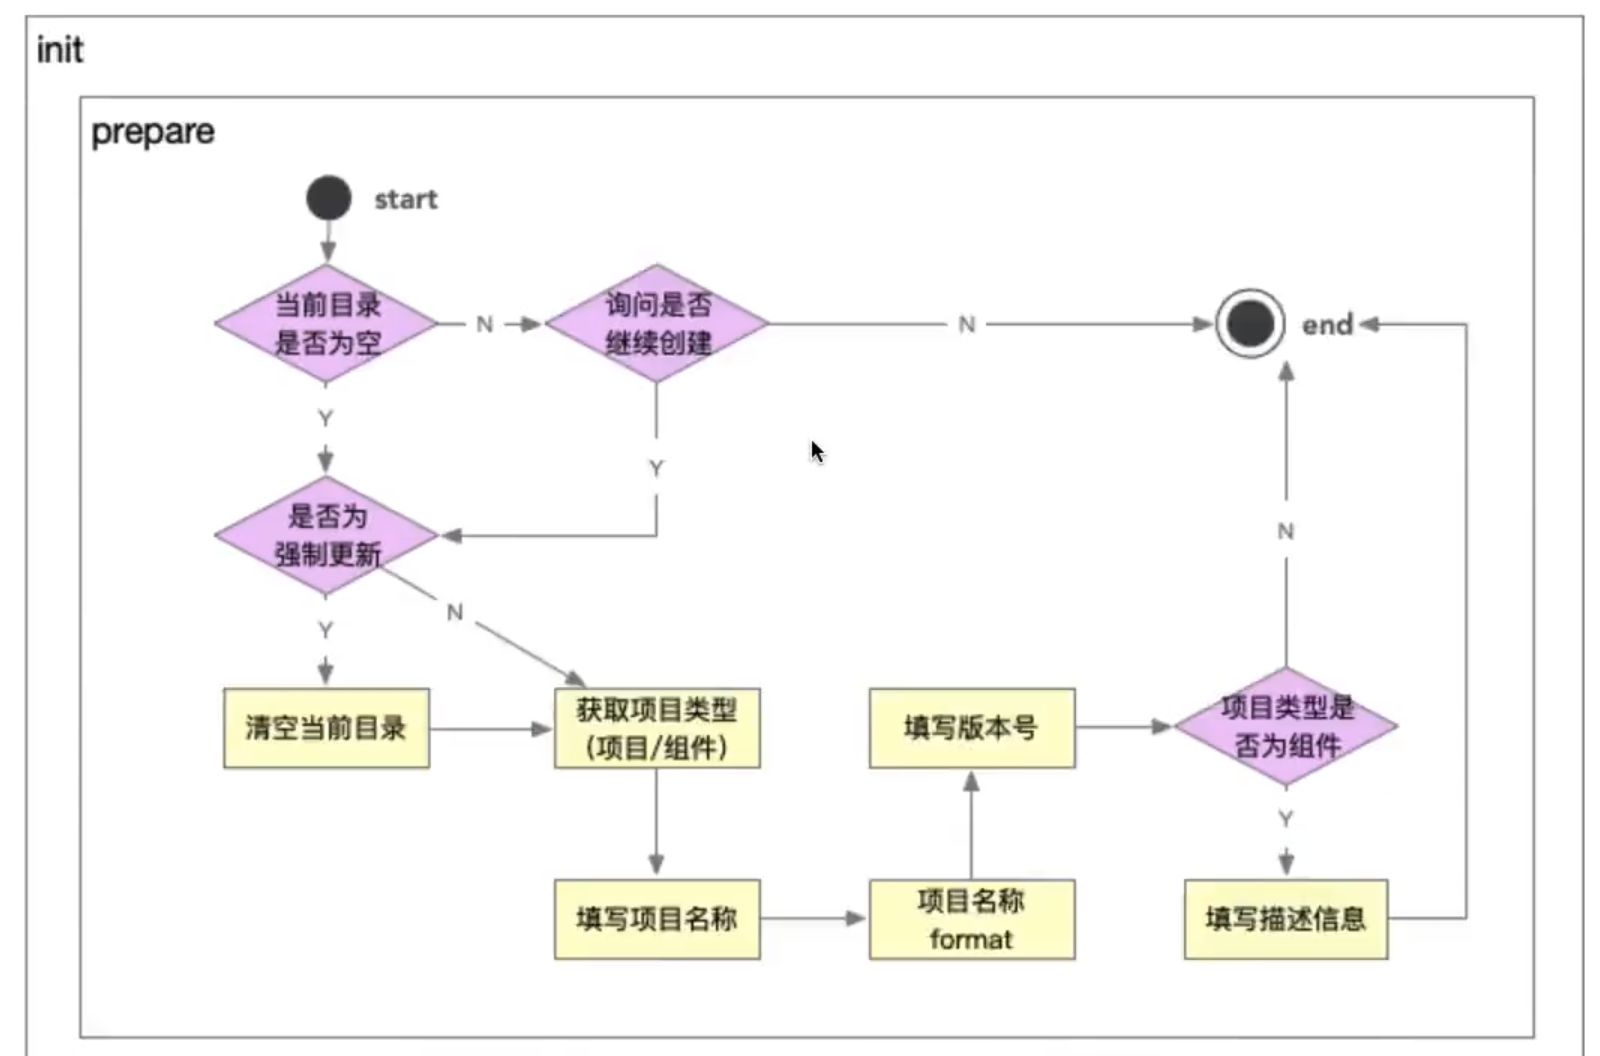 init
prepare
start
当前目录
是否为空
N
询问是否
继续创建
N
end
Y
Y
是否为
强制更新
N
N
Y
清空当前目录
获取项目类型
（项目/组件）
填写版本号
项目类型是
否为组件
Y
填写项目名称
项目名称
format
填写描述信息